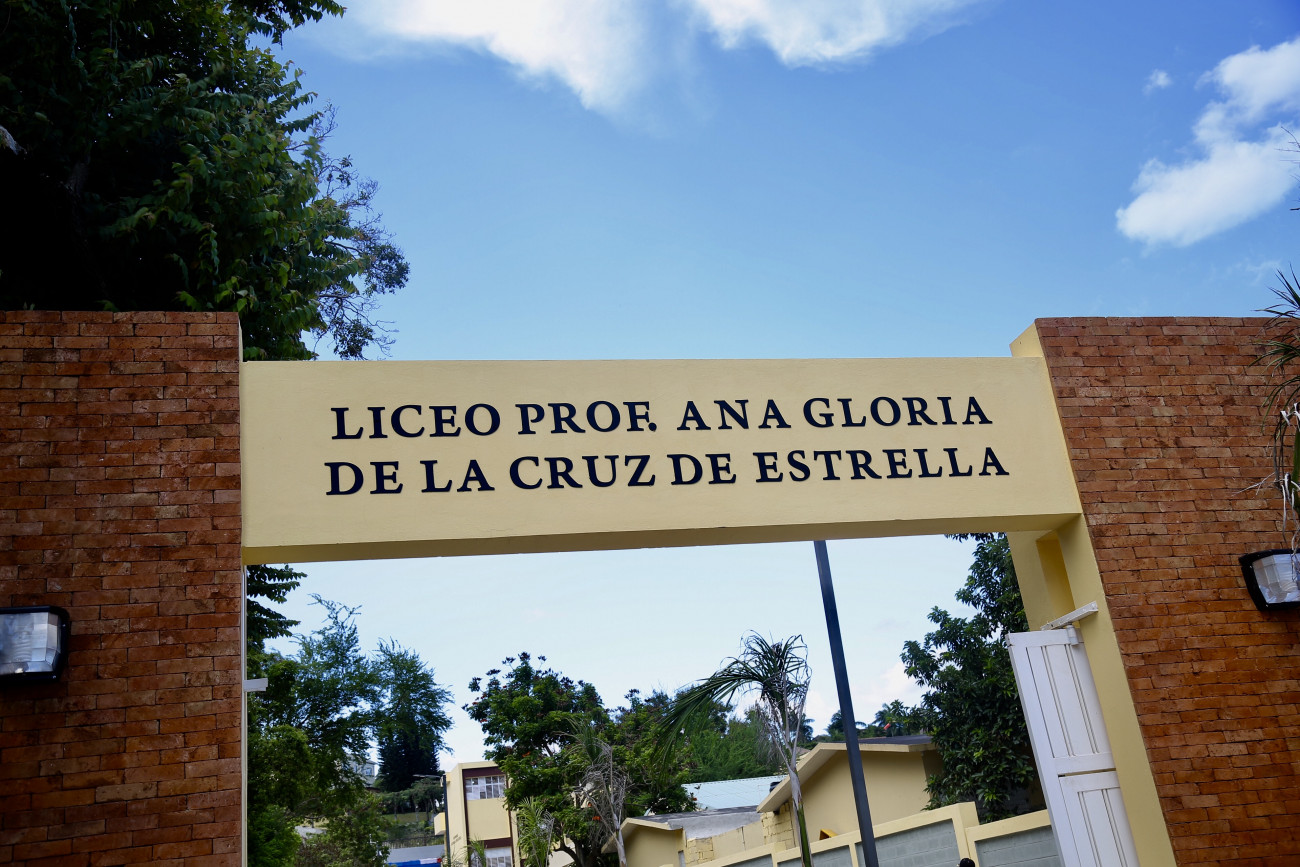 LICEO PROF. ANA GLORIA
DE LA CRUZ DE ESTRELLA